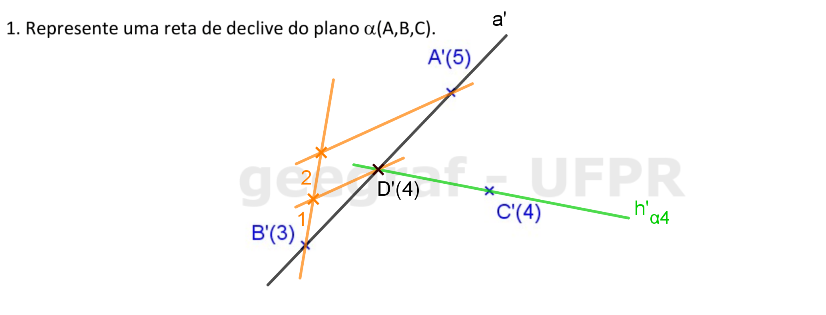 1. Represente uma reta de declive do plano α(A,B,C).
a'
A'(5)
2
geegraf - UFPR
D'(4)
1
C'(4)
h'α4
B'(3)